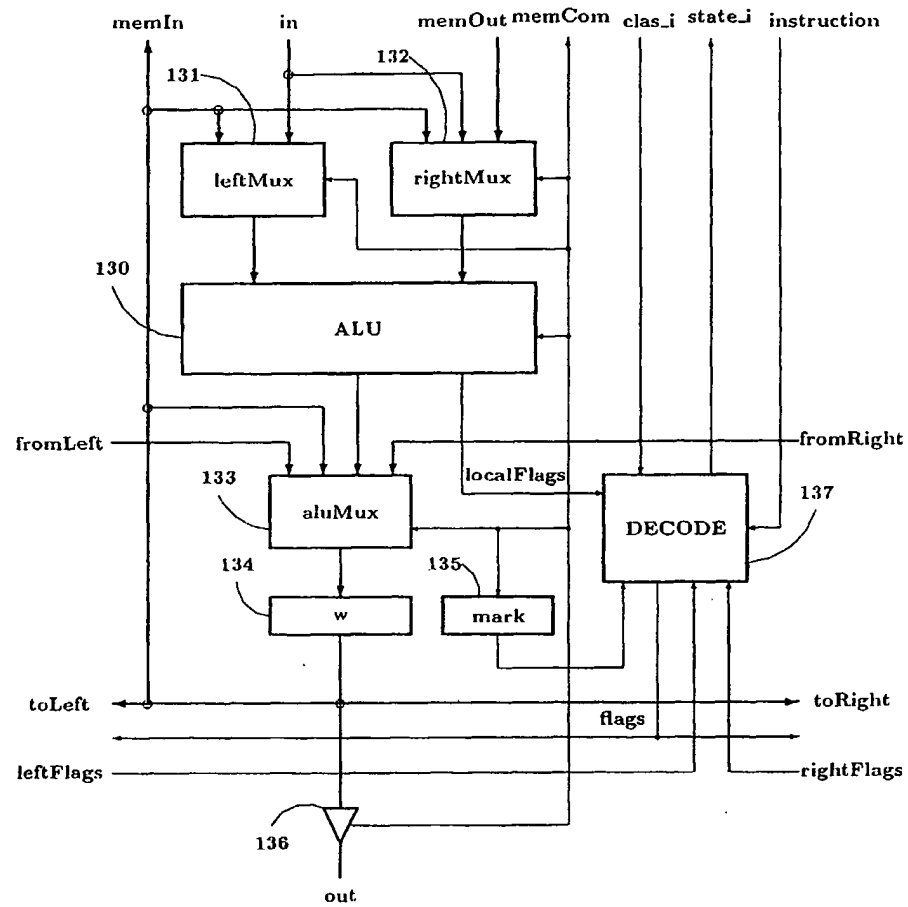 memIn in memOut memCom clas_i state_i instruction
131 132
leftMux rightMux
130
ALU
fromLeft fromRight
localFlags
133 137
aluMux DECODE
134 135
w mark
toLeft toRight
flags
leftFlags rightFlags
136
out